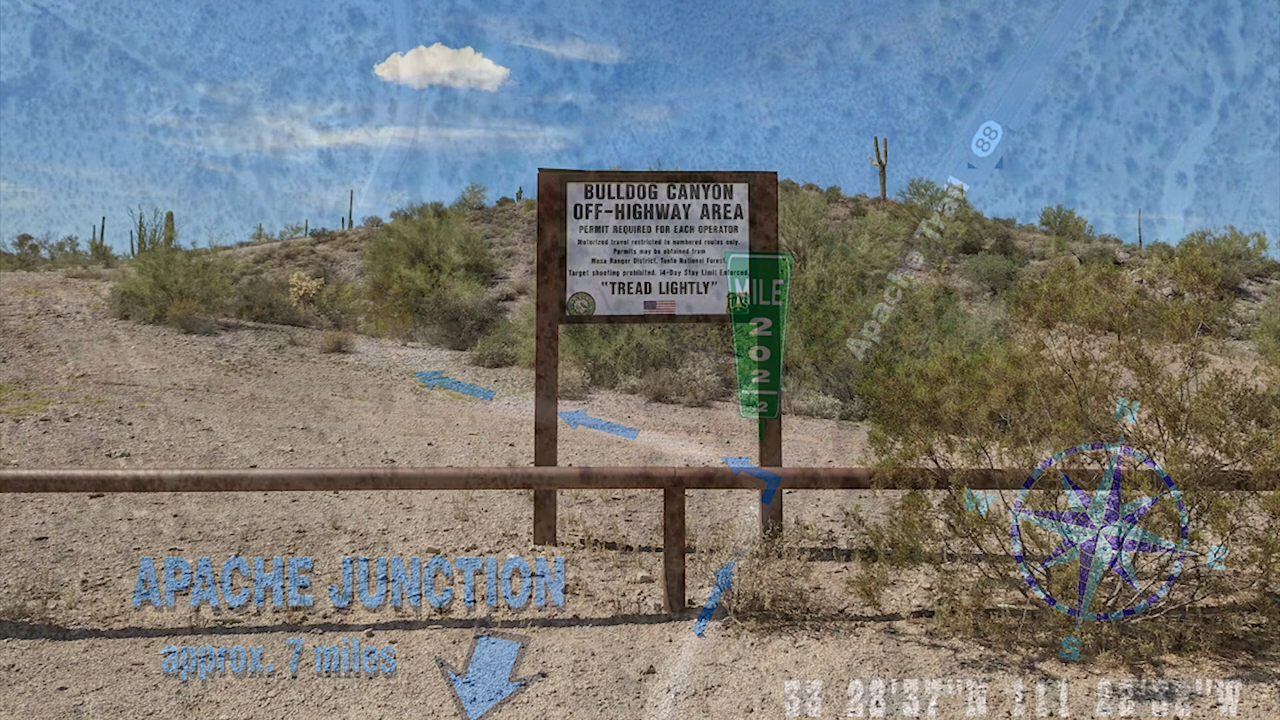 88
BULLDOG CANYON
OFF-HIGHWAY AREA
PERMIT REQUIRED FOR EACH OPERATOR
Motorized travel restricted to numbered routes only.
Permits may be obtained from
Mesa Ranger District, Tonto National Forest.
Target shooting prohibited. 14-Day Stay Limit Enforced.
"TREAD LIGHTLY"
MILE
202
2
Apache Trail
N
W
E
S
APACHE JUNCTION
approx. 7 miles